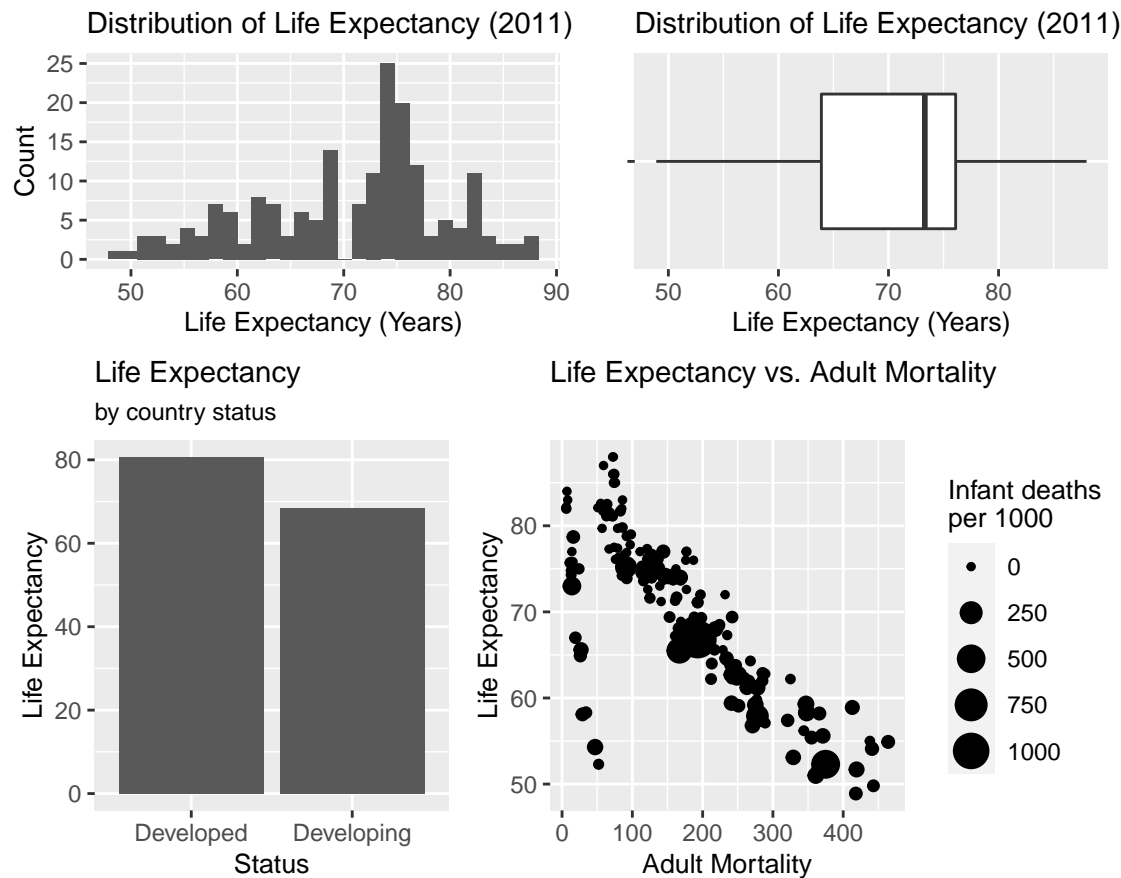 Distribution of Life Expectancy (2011)
Count
25
20
15
10
5
0
50 60 70 80 90
Life Expectancy (Years)
Distribution of Life Expectancy (2011)
50 60 70 80
Life Expectancy (Years)
Life Expectancy
by country status
Life Expectancy
80
60
40
20
0
Developed Developing
Status
Life Expectancy vs. Adult Mortality
Life Expectancy
80
70
60
50
0 100 200 300 400
Adult Mortality
Infant deaths
per 1000
0
250
500
750
1000